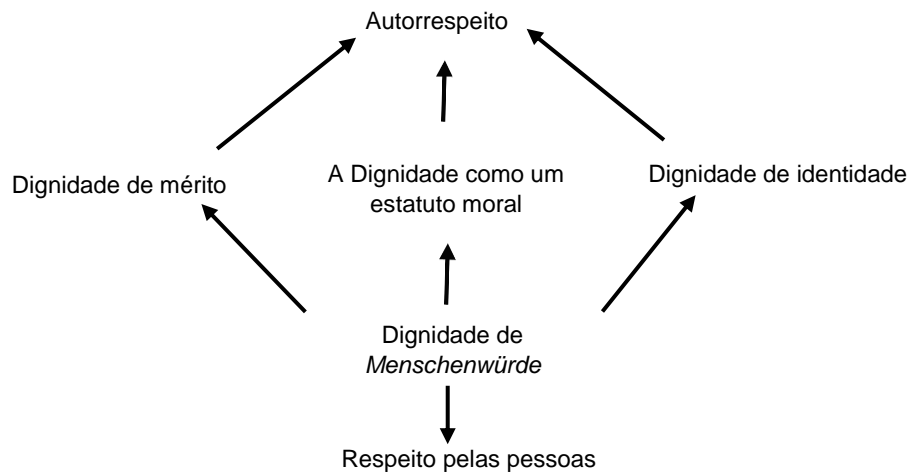 Autorrespeito
Dignidade de mérito
A Dignidade como um
estatuto moral
Dignidade de identidade
Dignidade de
Menschenwürde
Respeito pelas pessoas